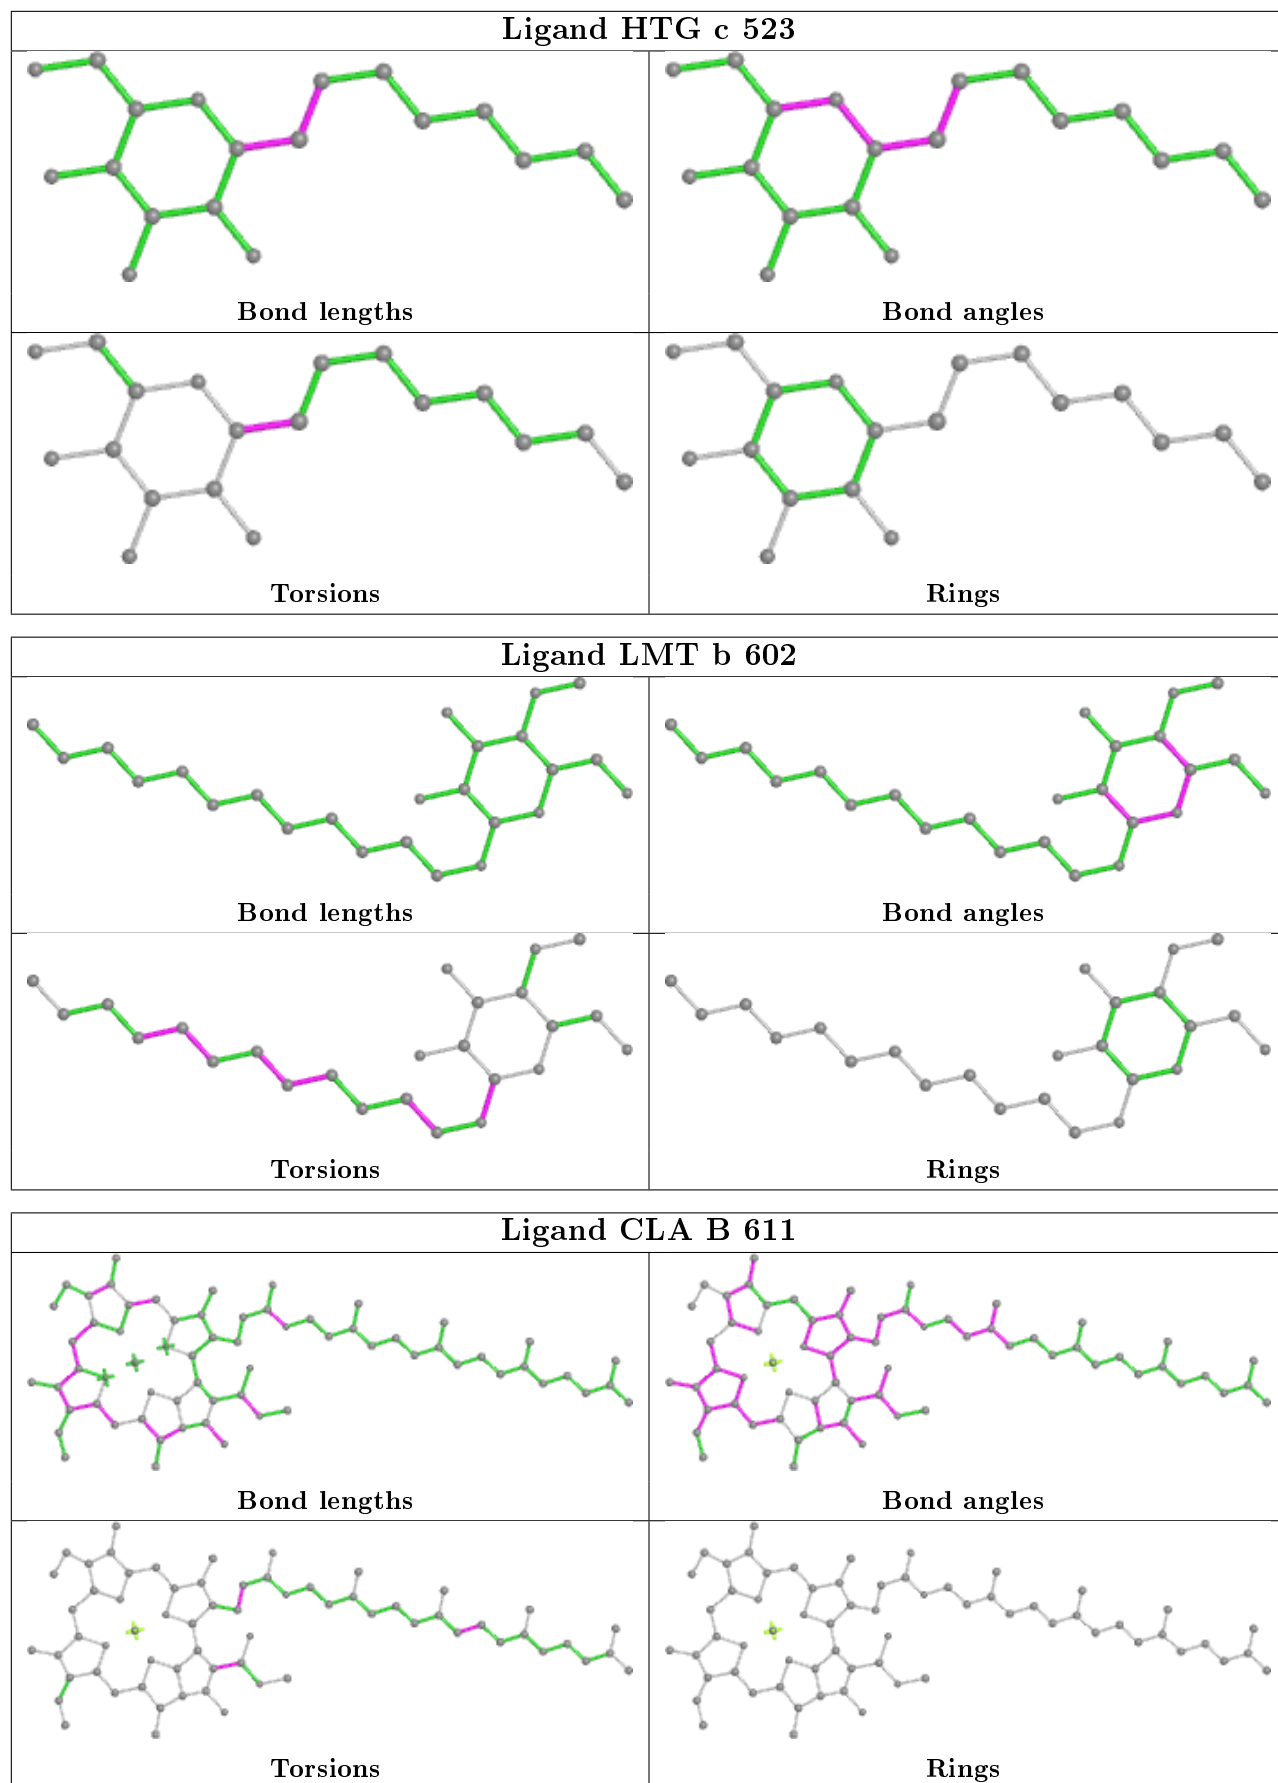 Ligand HTG c 523
Bond lengths
Bond angles
Torsions
Rings
Ligand LMT b 602
Bond lengths
Bond angles
Torsions
Rings
Ligand CLA B 611
Bond lengths
Bond angles
Torsions
Rings